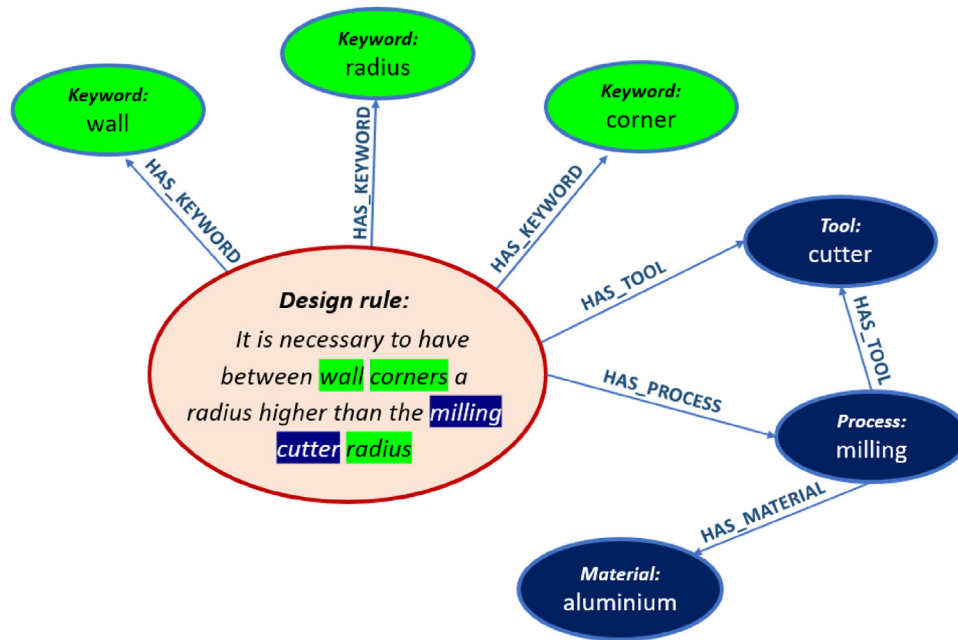 Keyword:
radius
Keyword:
wall
Keyword:
corner
HAS_KEYWORD
HAS_KEYWORD
HAS_KEYWORD
Tool:
cutter
HAS_TOOL
HAS_TOOL
Design rule:
It is necessary to have
between wall corners a
radius higher than the milling
cutter radius
HAS_PROCESS
Process:
milling
HAS_MATERIAL
Material:
aluminium